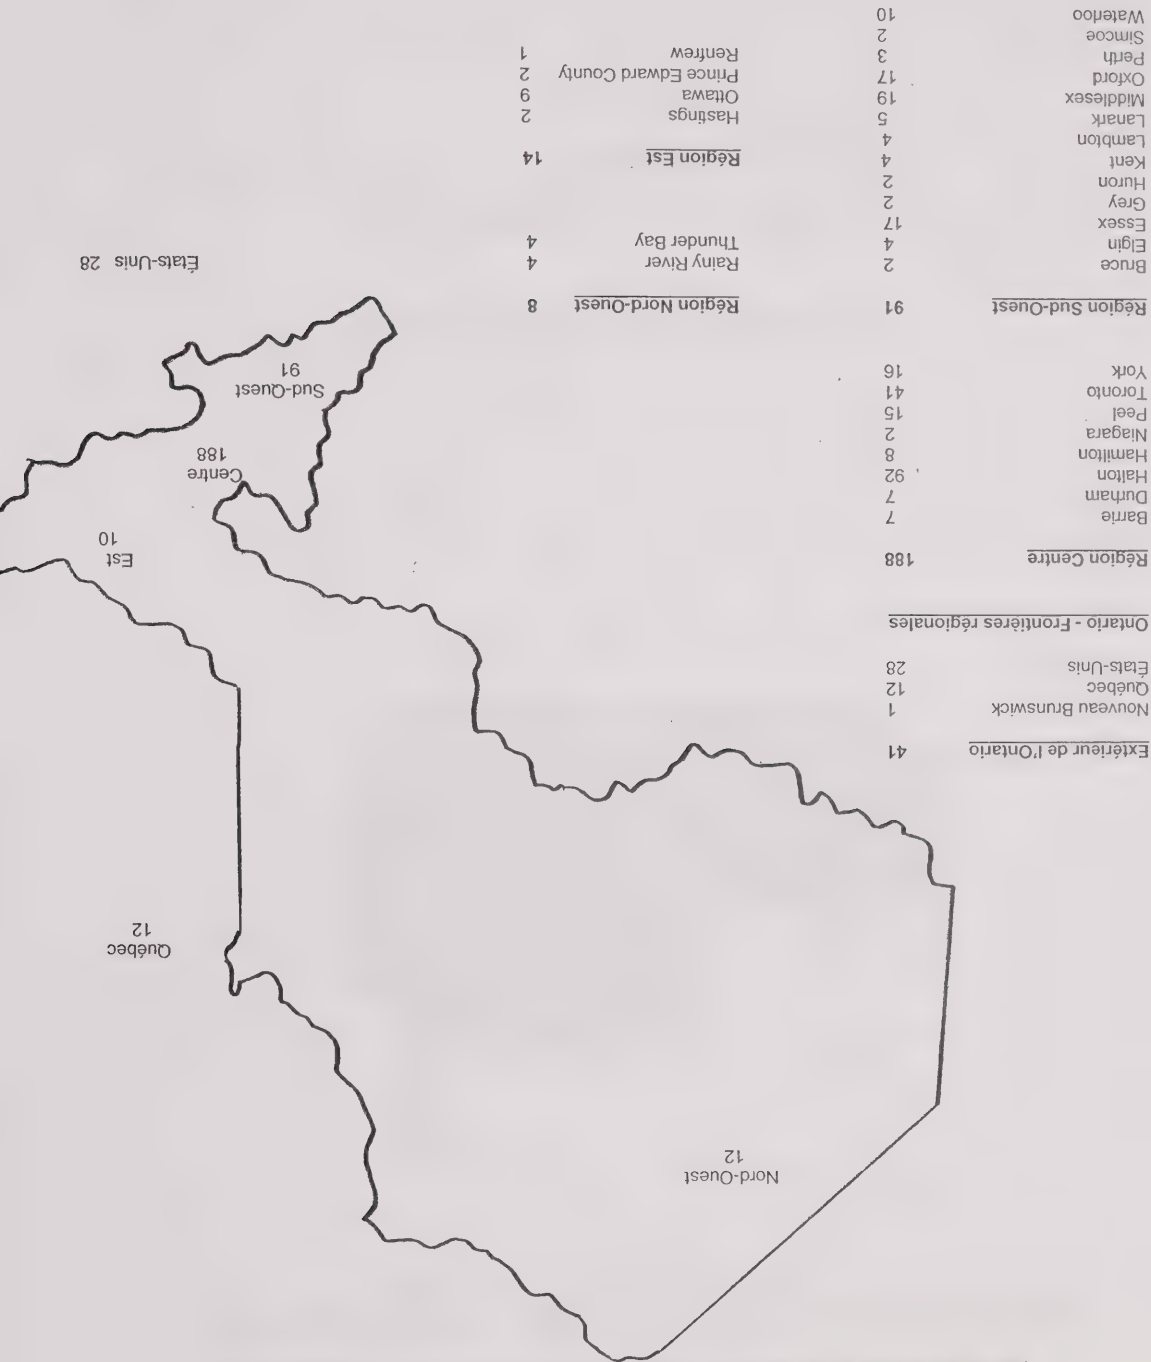 Nord-Ouest
12
Québec
12
Extérieur de l'Ontario 41
Nouveau Brunswick 1
Québec 12
États-Unis 28
Ontario - Frontières régionales
Région Centre 188
Barrie 7
Durham 7
Halton 92
Hamilton 8
Niagara 2
Peel 15
Toronto 41
York 16
Est
10
Centre
188
Sud-Quest
91
États-Unis 28
Région Sud-Ouest 91
Bruce 2
Elgin 4
Essex 17
Grey 2
Huron 2
Kent 4
Lambton 4
Lanark 5
Middlesex 19
Oxford 17
Perth 3
Simcoe 2
Waterloo 10
Région Nord-Ouest 8
Rainy River 4
Thunder Bay 4
Région Est 14
Hastings 2
Ottawa 9
Prince Edward County 2
Renfrew 1